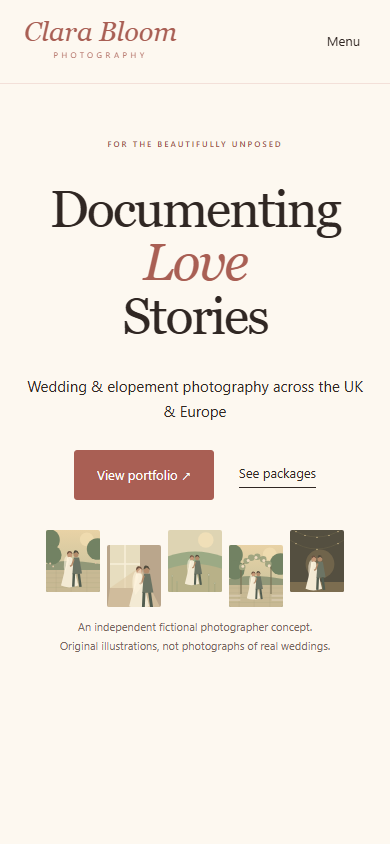 Clara Bloom
PHOTOGRAPHY
Menu
FOR THE BEAUTIFULLY UNPOSED
Documenting
Love
Stories
Wedding & elopement photography across the UK
& Europe
View portfolio ↗
See packages
An independent fictional photographer concept.
Original illustrations, not photographs of real weddings.